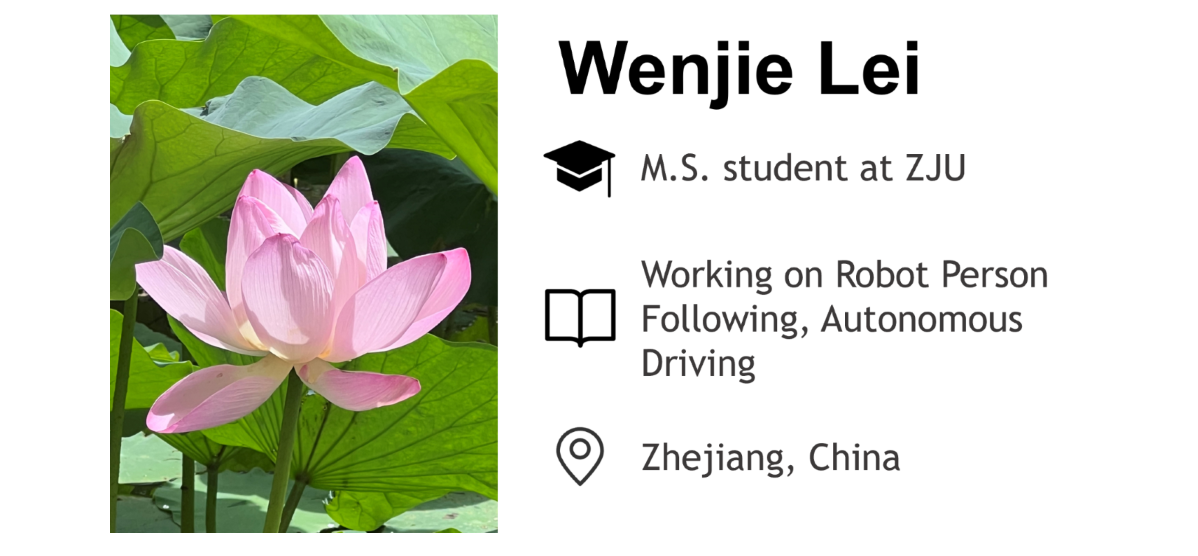 Wenjie Lei
M.S. student at ZJU
Working on Robot Person
Following, Autonomous
Driving
Zhejiang, China